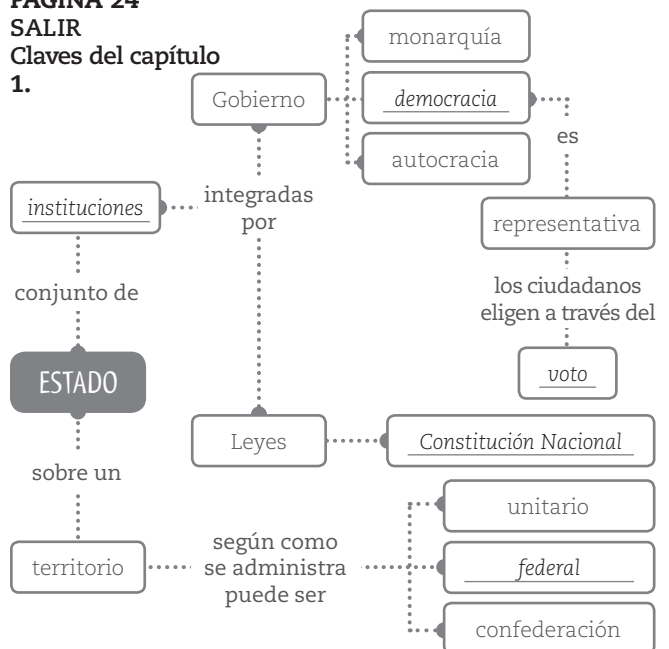 PÁGINA 24
SALIR
Claves del capítulo
1.
Gobierno
monarquía
democracia
autocracia
es
representativa
los ciudadanos
eligen a través del
voto
instituciones
integradas
por
conjunto de
ESTADO
Leyes
Constitución Nacional
sobre un
territorio
según como
se administra
puede ser
unitario
federal
confederación